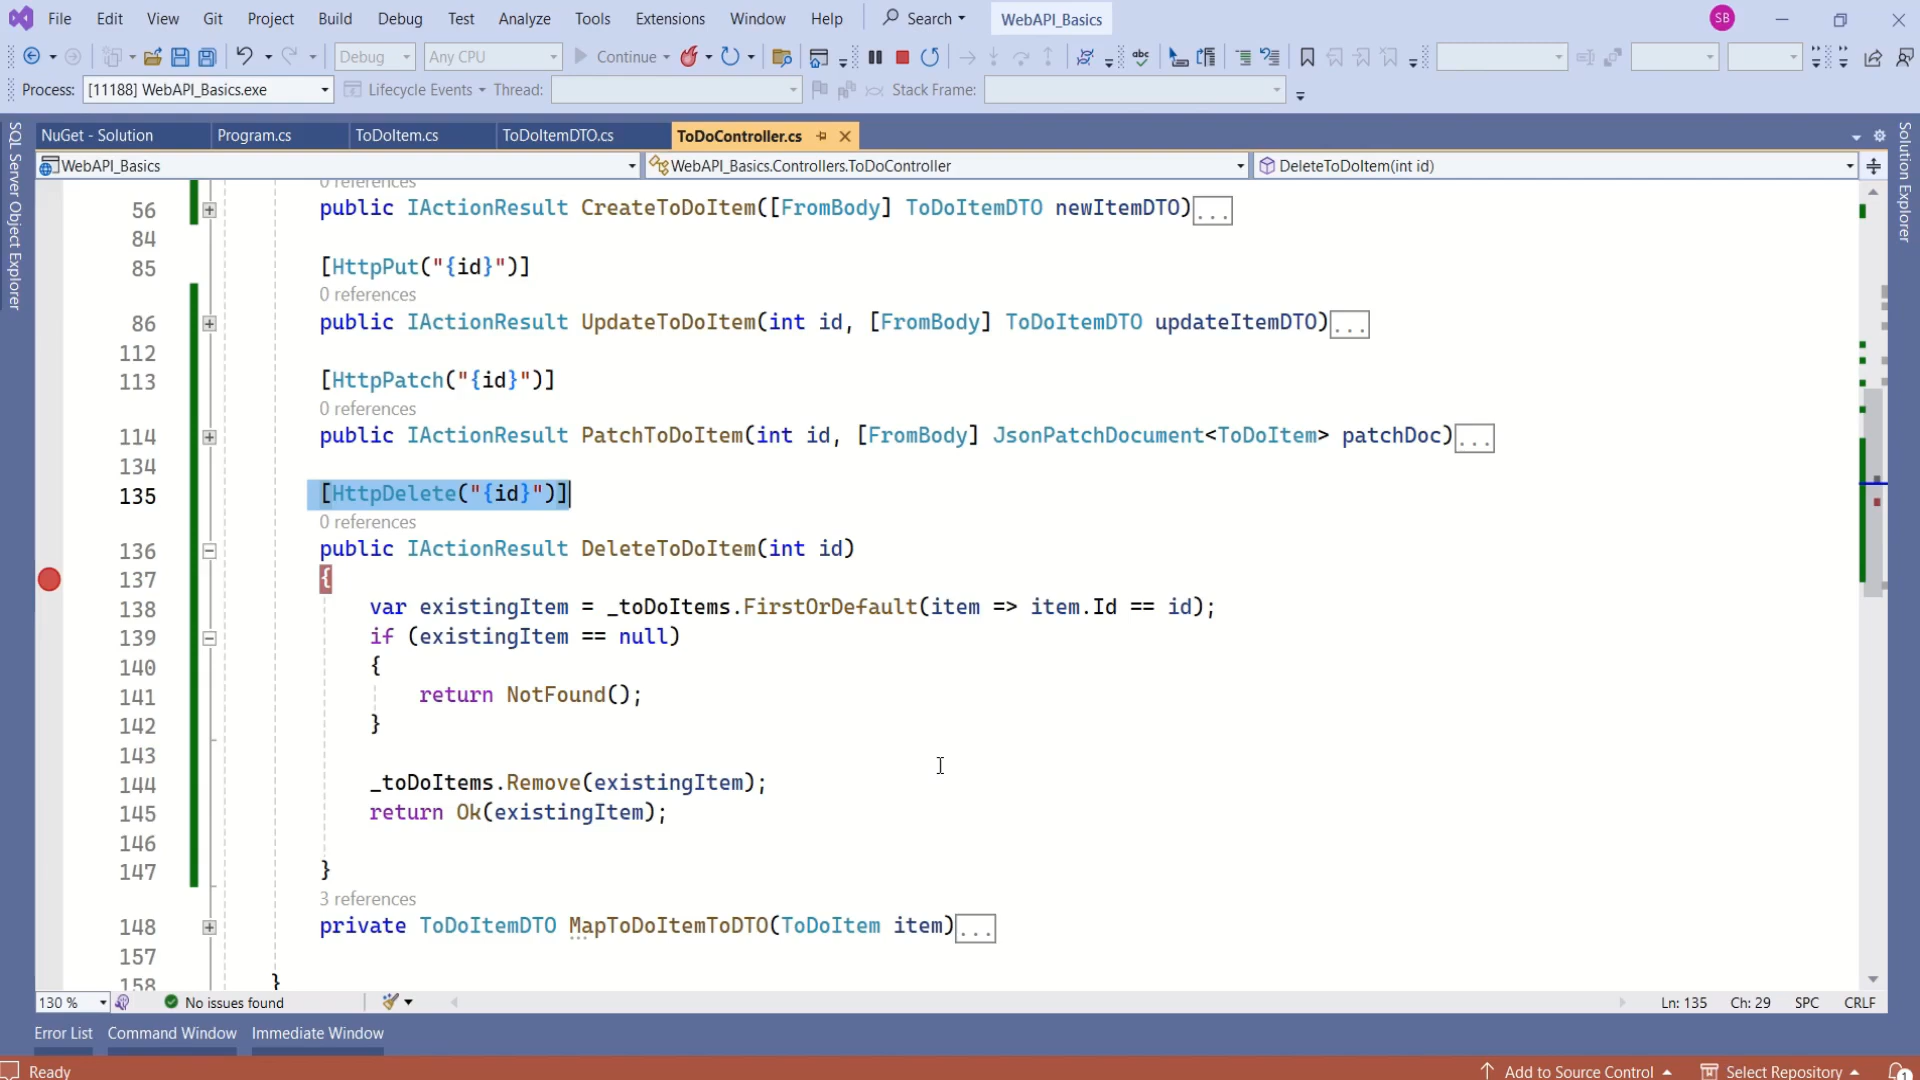 File Edit View Git Project Build Debug Test Analyze Tools Extensions Window Help Search WebAPI_Basics SB
Debug Any CPU Continue
Process: [11188] WebAPI_Basics.exe Lifecycle Events Thread: Stack Frame:
SQL Server Object Explorer
NuGet - Solution Program.cs ToDoItem.cs ToDoItemDTO.cs ToDoController.cs
Solution Explorer
WebAPI_Basics WebAPI_Basics.Controllers.ToDoController DeleteToDoItem(int id)
0 references
56 public IActionResult CreateToDoItem([FromBody] ToDoItemDTO newItemDTO)...
84
85 [HttpPut("{id}")]
0 references
86 public IActionResult UpdateToDoItem(int id, [FromBody] ToDoItemDTO updateItemDTO)...
112
113 [HttpPatch("{id}")]
0 references
114 public IActionResult PatchToDoItem(int id, [FromBody] JsonPatchDocument<ToDoItem> patchDoc)...
134
135 [HttpDelete("{id}")]
0 references
136 public IActionResult DeleteToDoItem(int id)
137 {
138 var existingItem = _toDoItems.FirstOrDefault(item => item.Id == id);
139 if (existingItem == null)
140 {
141 return NotFound();
142 }
143
144 _toDoItems.Remove(existingItem);
145 return Ok(existingItem);
146
147 }
3 references
148 private ToDoItemDTO MapToDoItemToDTO(ToDoItem item)...
157
158 }
130 % No issues found Ln: 135 Ch: 29 SPC CRLF
Error List Command Window Immediate Window
Ready Add to Source Control Select Repository 1